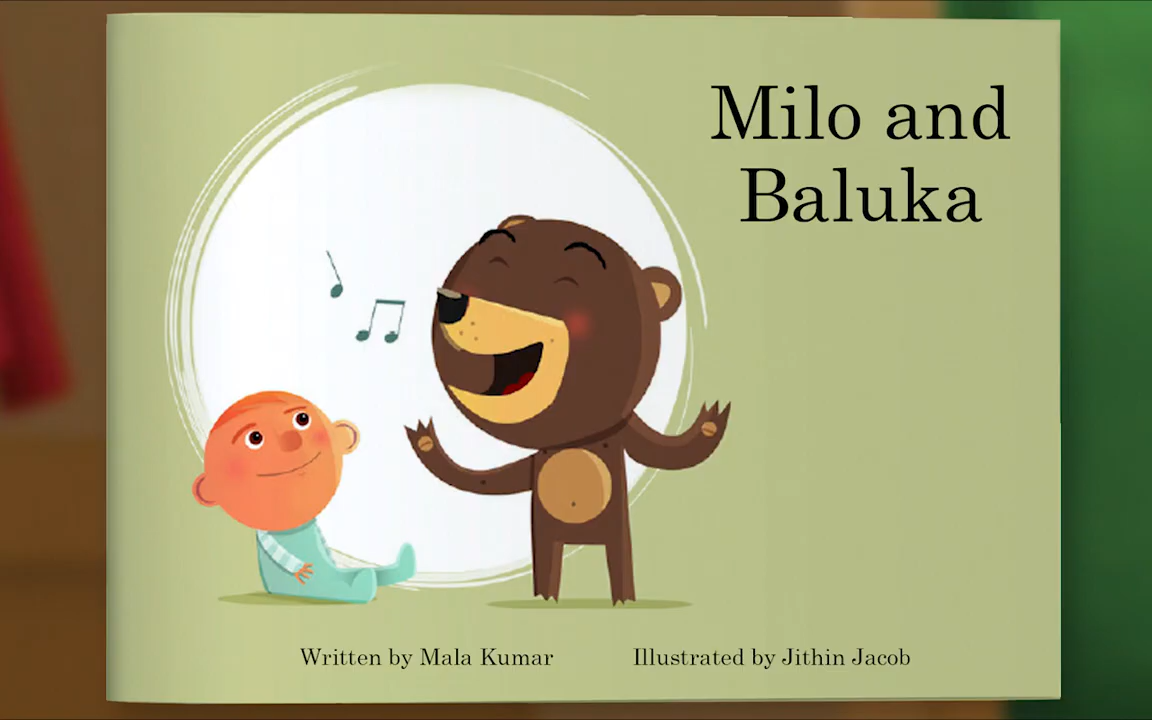 Milo and
Baluka
Written by Mala Kumar
Illustrated by Jithin Jacob